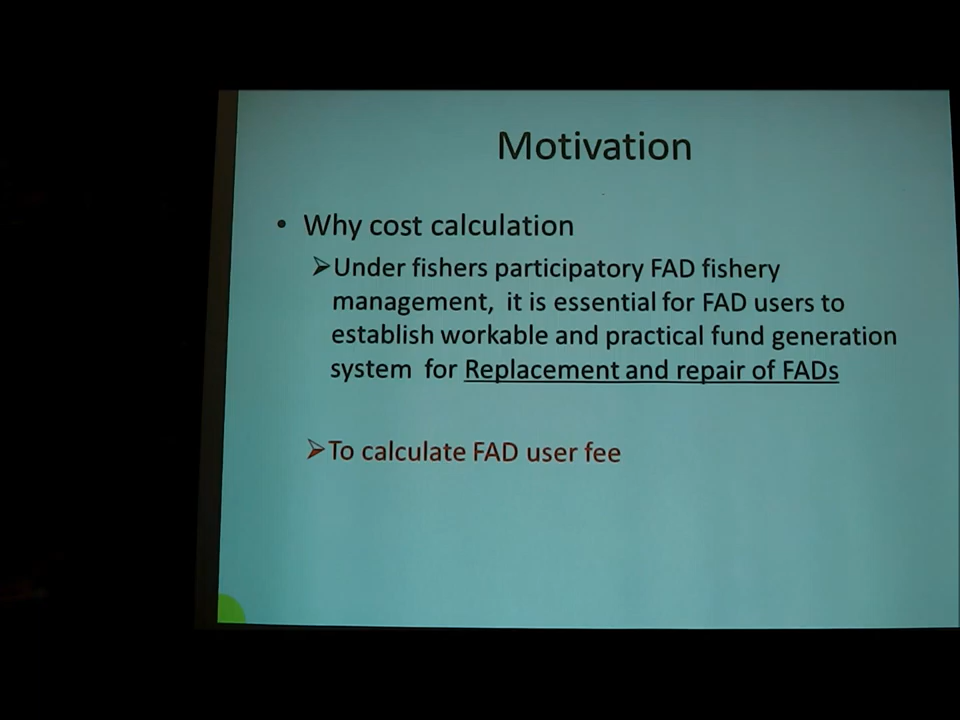 Motivation
• Why cost calculation
➢Under fishers participatory FAD fishery
management, it is essential for FAD users to
establish workable and practical fund generation
system for Replacement and repair of FADs
➢To calculate FAD user fee